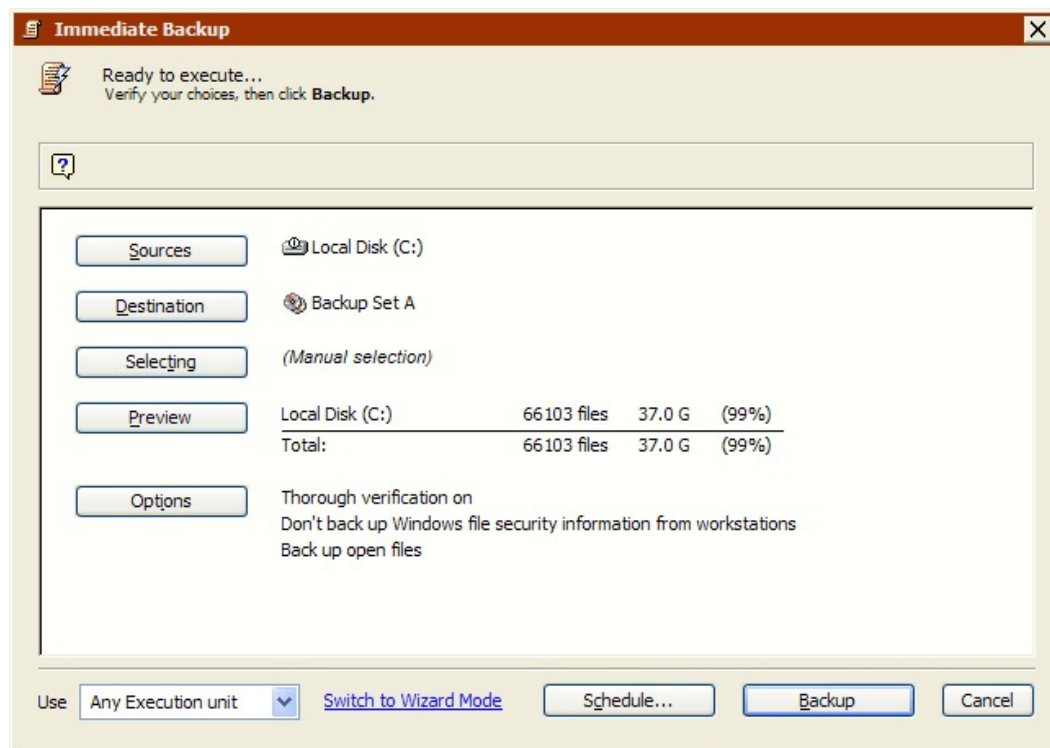 Immediate Backup
Ready to execute...
Verify your choices, then click Backup.
Sources Local Disk (C:)
Destination Backup Set A
Selecting (Manual selection)
Preview Local Disk (C:) 66103 files 37.0 G (99%)
Total: 66103 files 37.0 G (99%)
Options Thorough verification on
Don't back up Windows file security information from workstations
Back up open files
Use Any Execution unit Switch to Wizard Mode Schedule... Backup Cancel